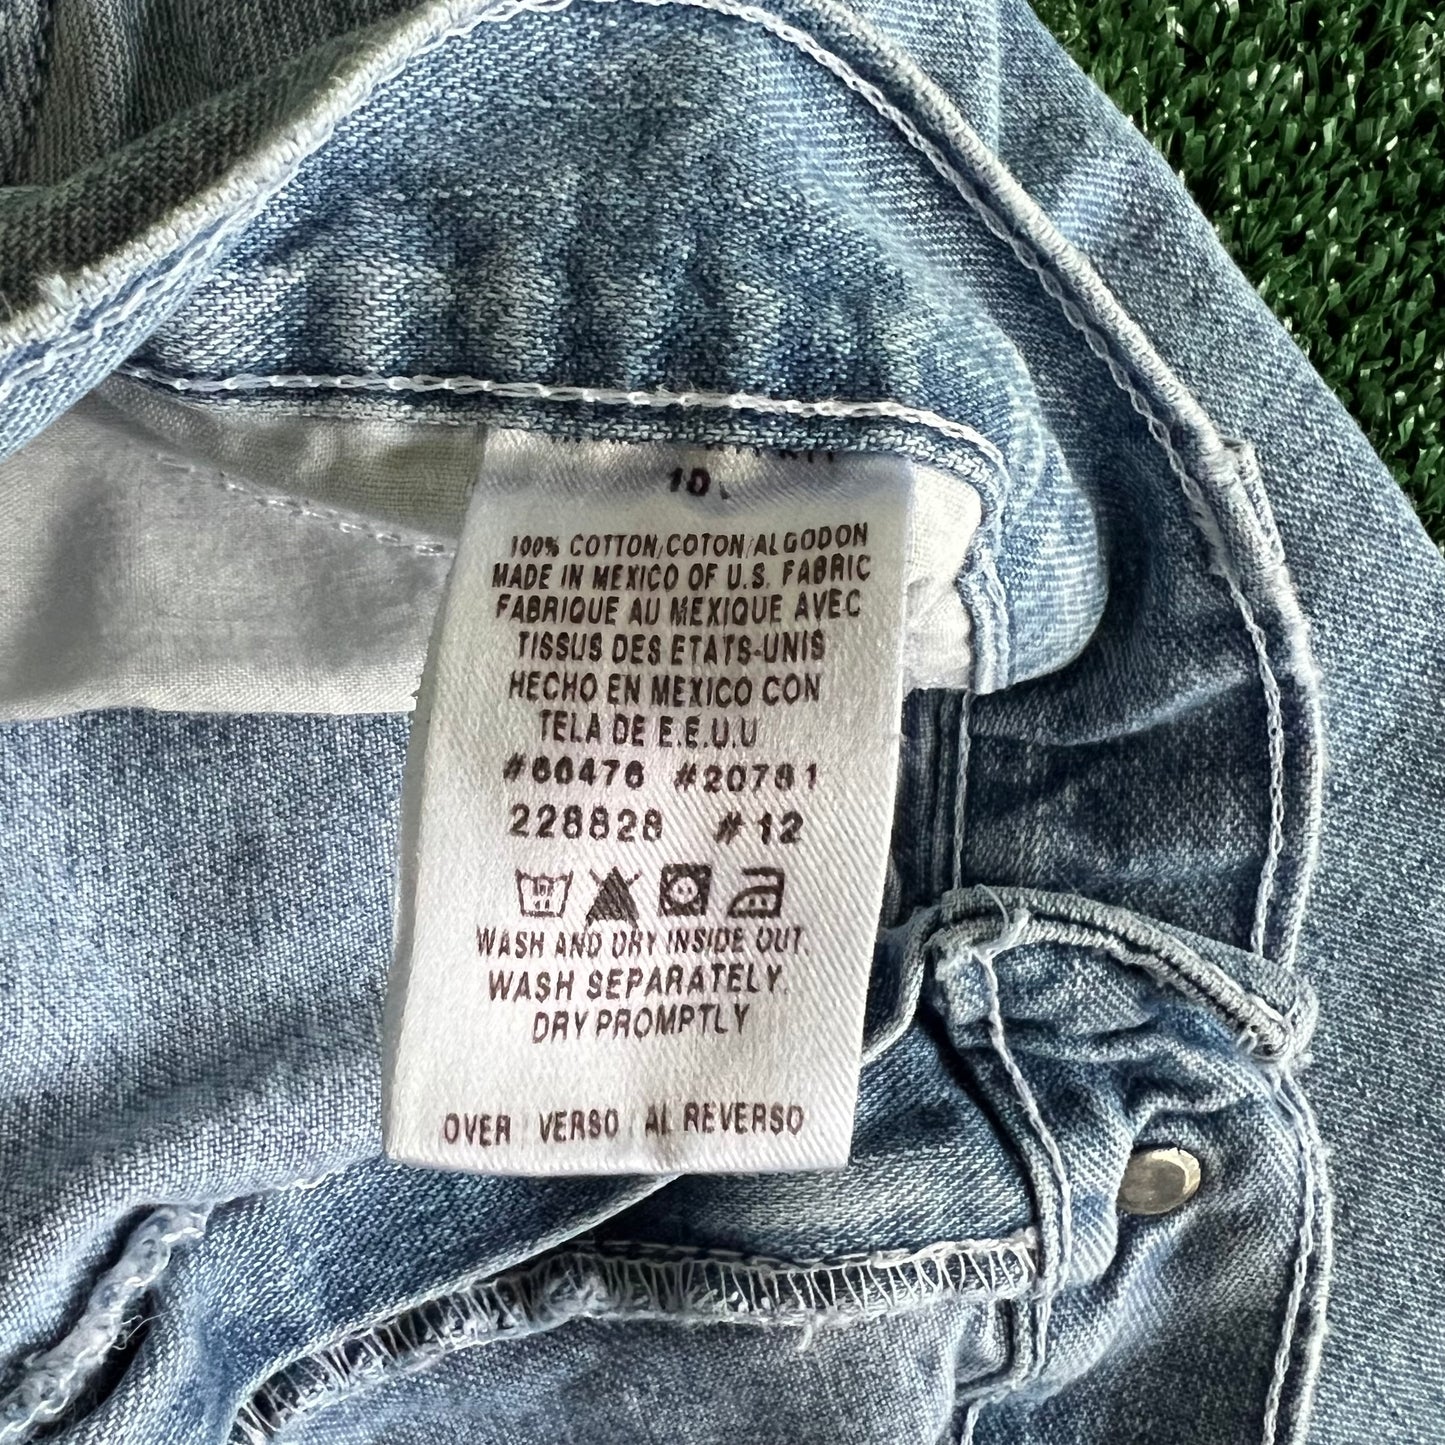 10
100% COTTON/COTON/ALGODON
MADE IN MEXICO OF U.S. FABRIC
FABRIQUE AU MEXIQUE AVEC
TISSUS DES ETATS-UNIS
HECHO EN MEXICO CON
TELA DE E.E.U.U
#66476 #20761
228828 #12
WASH AND DRY INSIDE OUT.
WASH SEPARATELY.
DRY PROMPTLY
OVER VERSO AL REVERSO